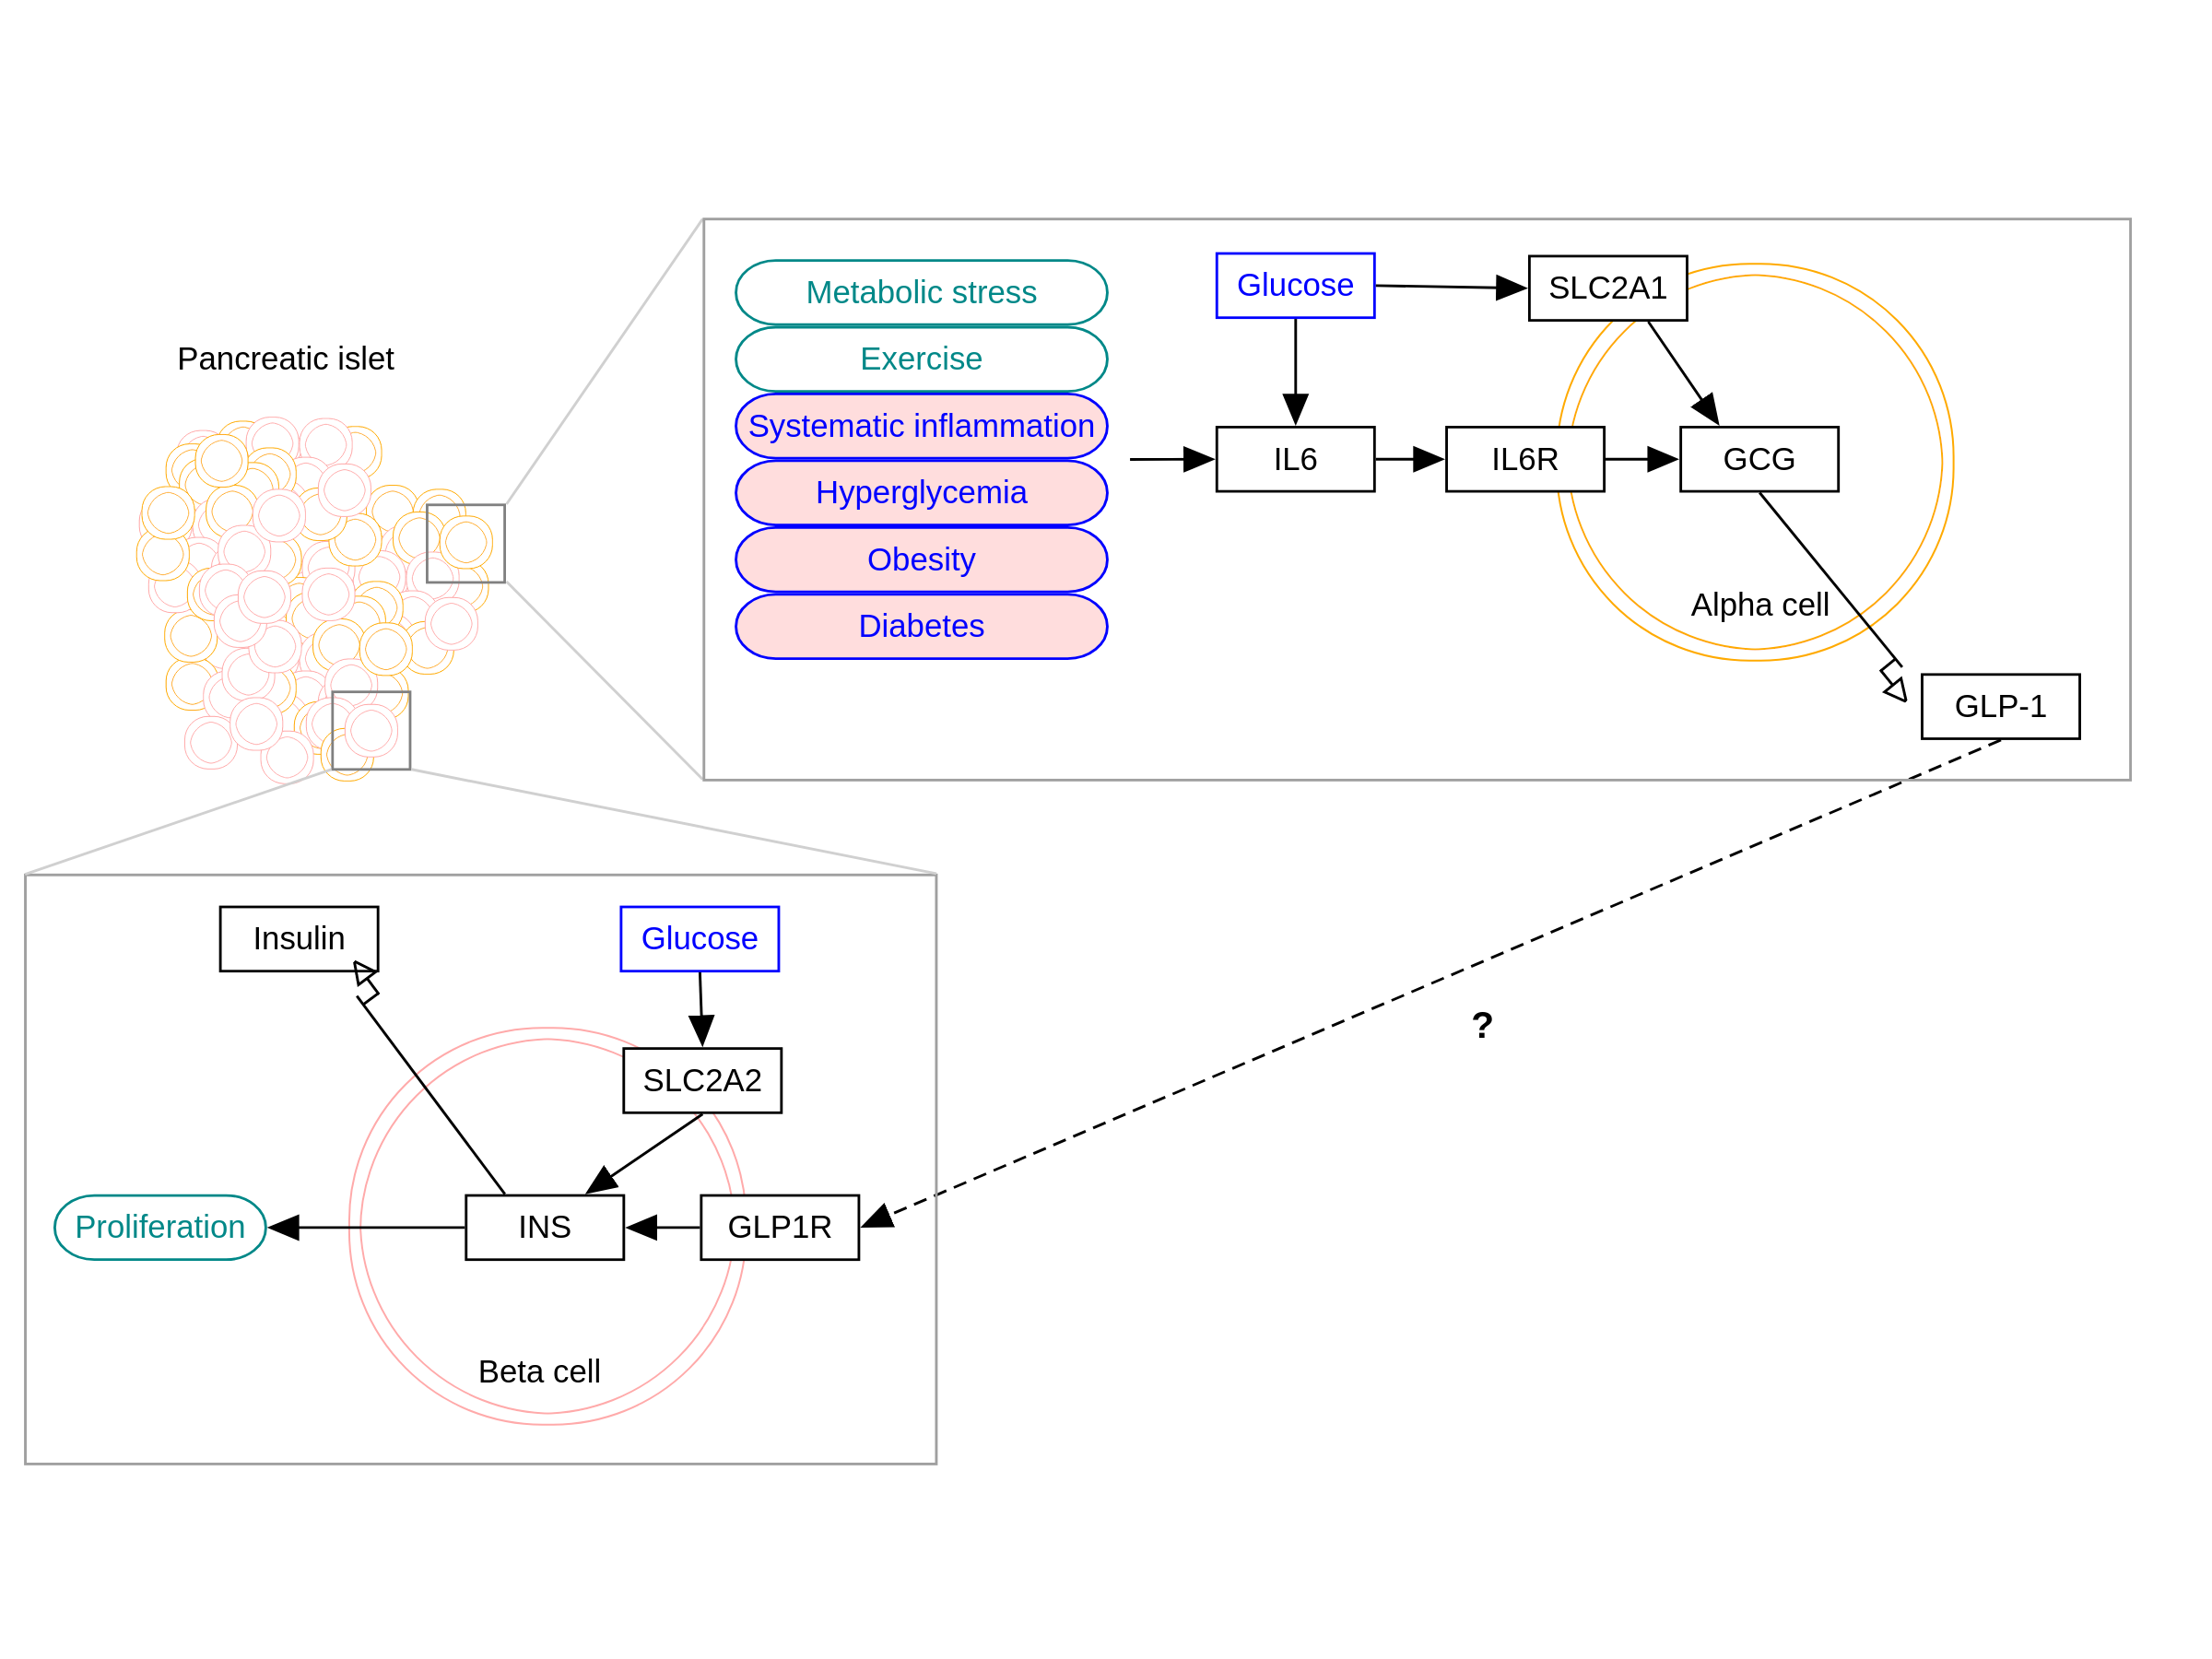 Pancreatic islet
Metabolic stress
Exercise
Systematic inflammation
Hyperglycemia
Obesity
Diabetes
Glucose
SLC2A1
IL6
IL6R
GCG
Alpha cell
GLP-1
?
Insulin
Glucose
SLC2A2
Proliferation
INS
GLP1R
Beta cell